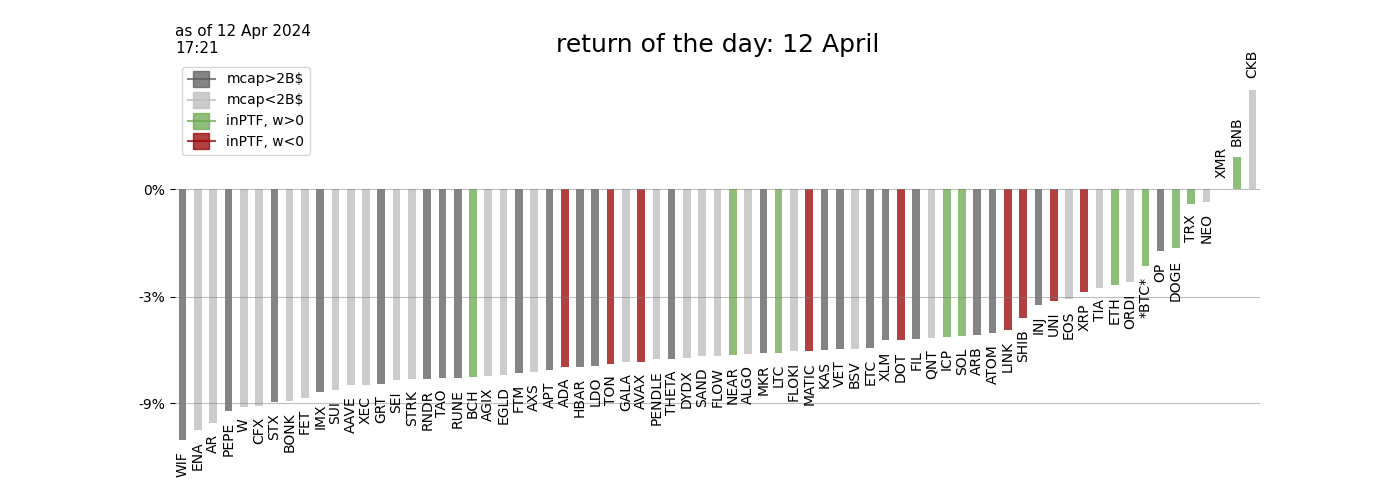 as of 12 Apr 2024
17:21
return of the day: 12 April
mcap>2B$
mcap<2B$
inPTF, w>0
inPTF, w<0
0%
-3%
-9%
WIF
ENA
AR
PEPE
W
CFX
STX
BONK
FET
IMX
SUI
AAVE
XEC
GRT
SEI
STRK
RNDR
TAO
RUNE
BCH
AGIX
EGLD
FTM
AXS
APT
ADA
HBAR
LDO
TON
GALA
AVAX
PENDLE
THETA
DYDX
SAND
FLOW
NEAR
ALGO
MKR
LTC
FLOKI
MATIC
KAS
VET
BSV
ETC
XLM
DOT
FIL
QNT
ICP
SOL
ARB
ATOM
LINK
SHIB
INJ
UNI
EOS
XRP
TIA
ETH
ORDI
*BTC*
OP
DOGE
TRX
NEO
XMR
BNB
CKB